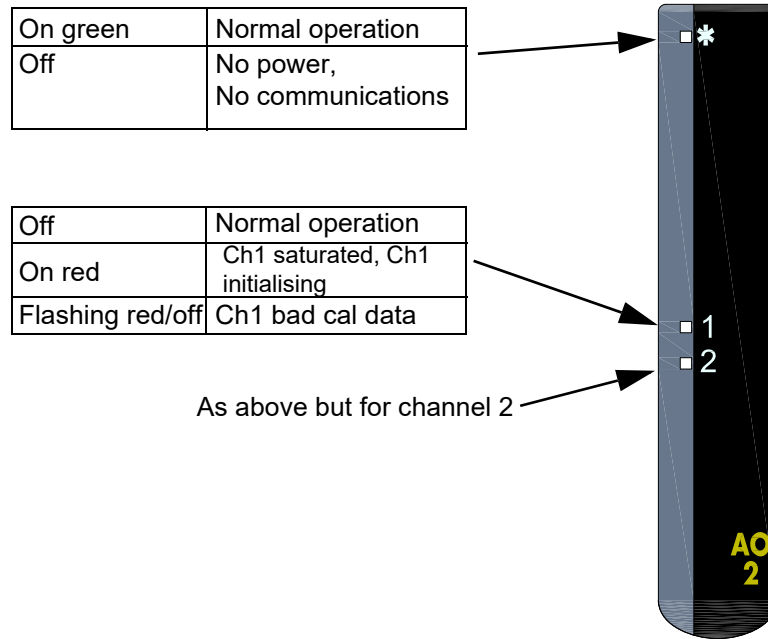 On green Normal operation
Off No power,
No communications
*
Off Normal operation
On red Ch1 saturated, Ch1
initialising
Flashing red/off Ch1 bad cal data
1
2
As above but for channel 2
AO
2